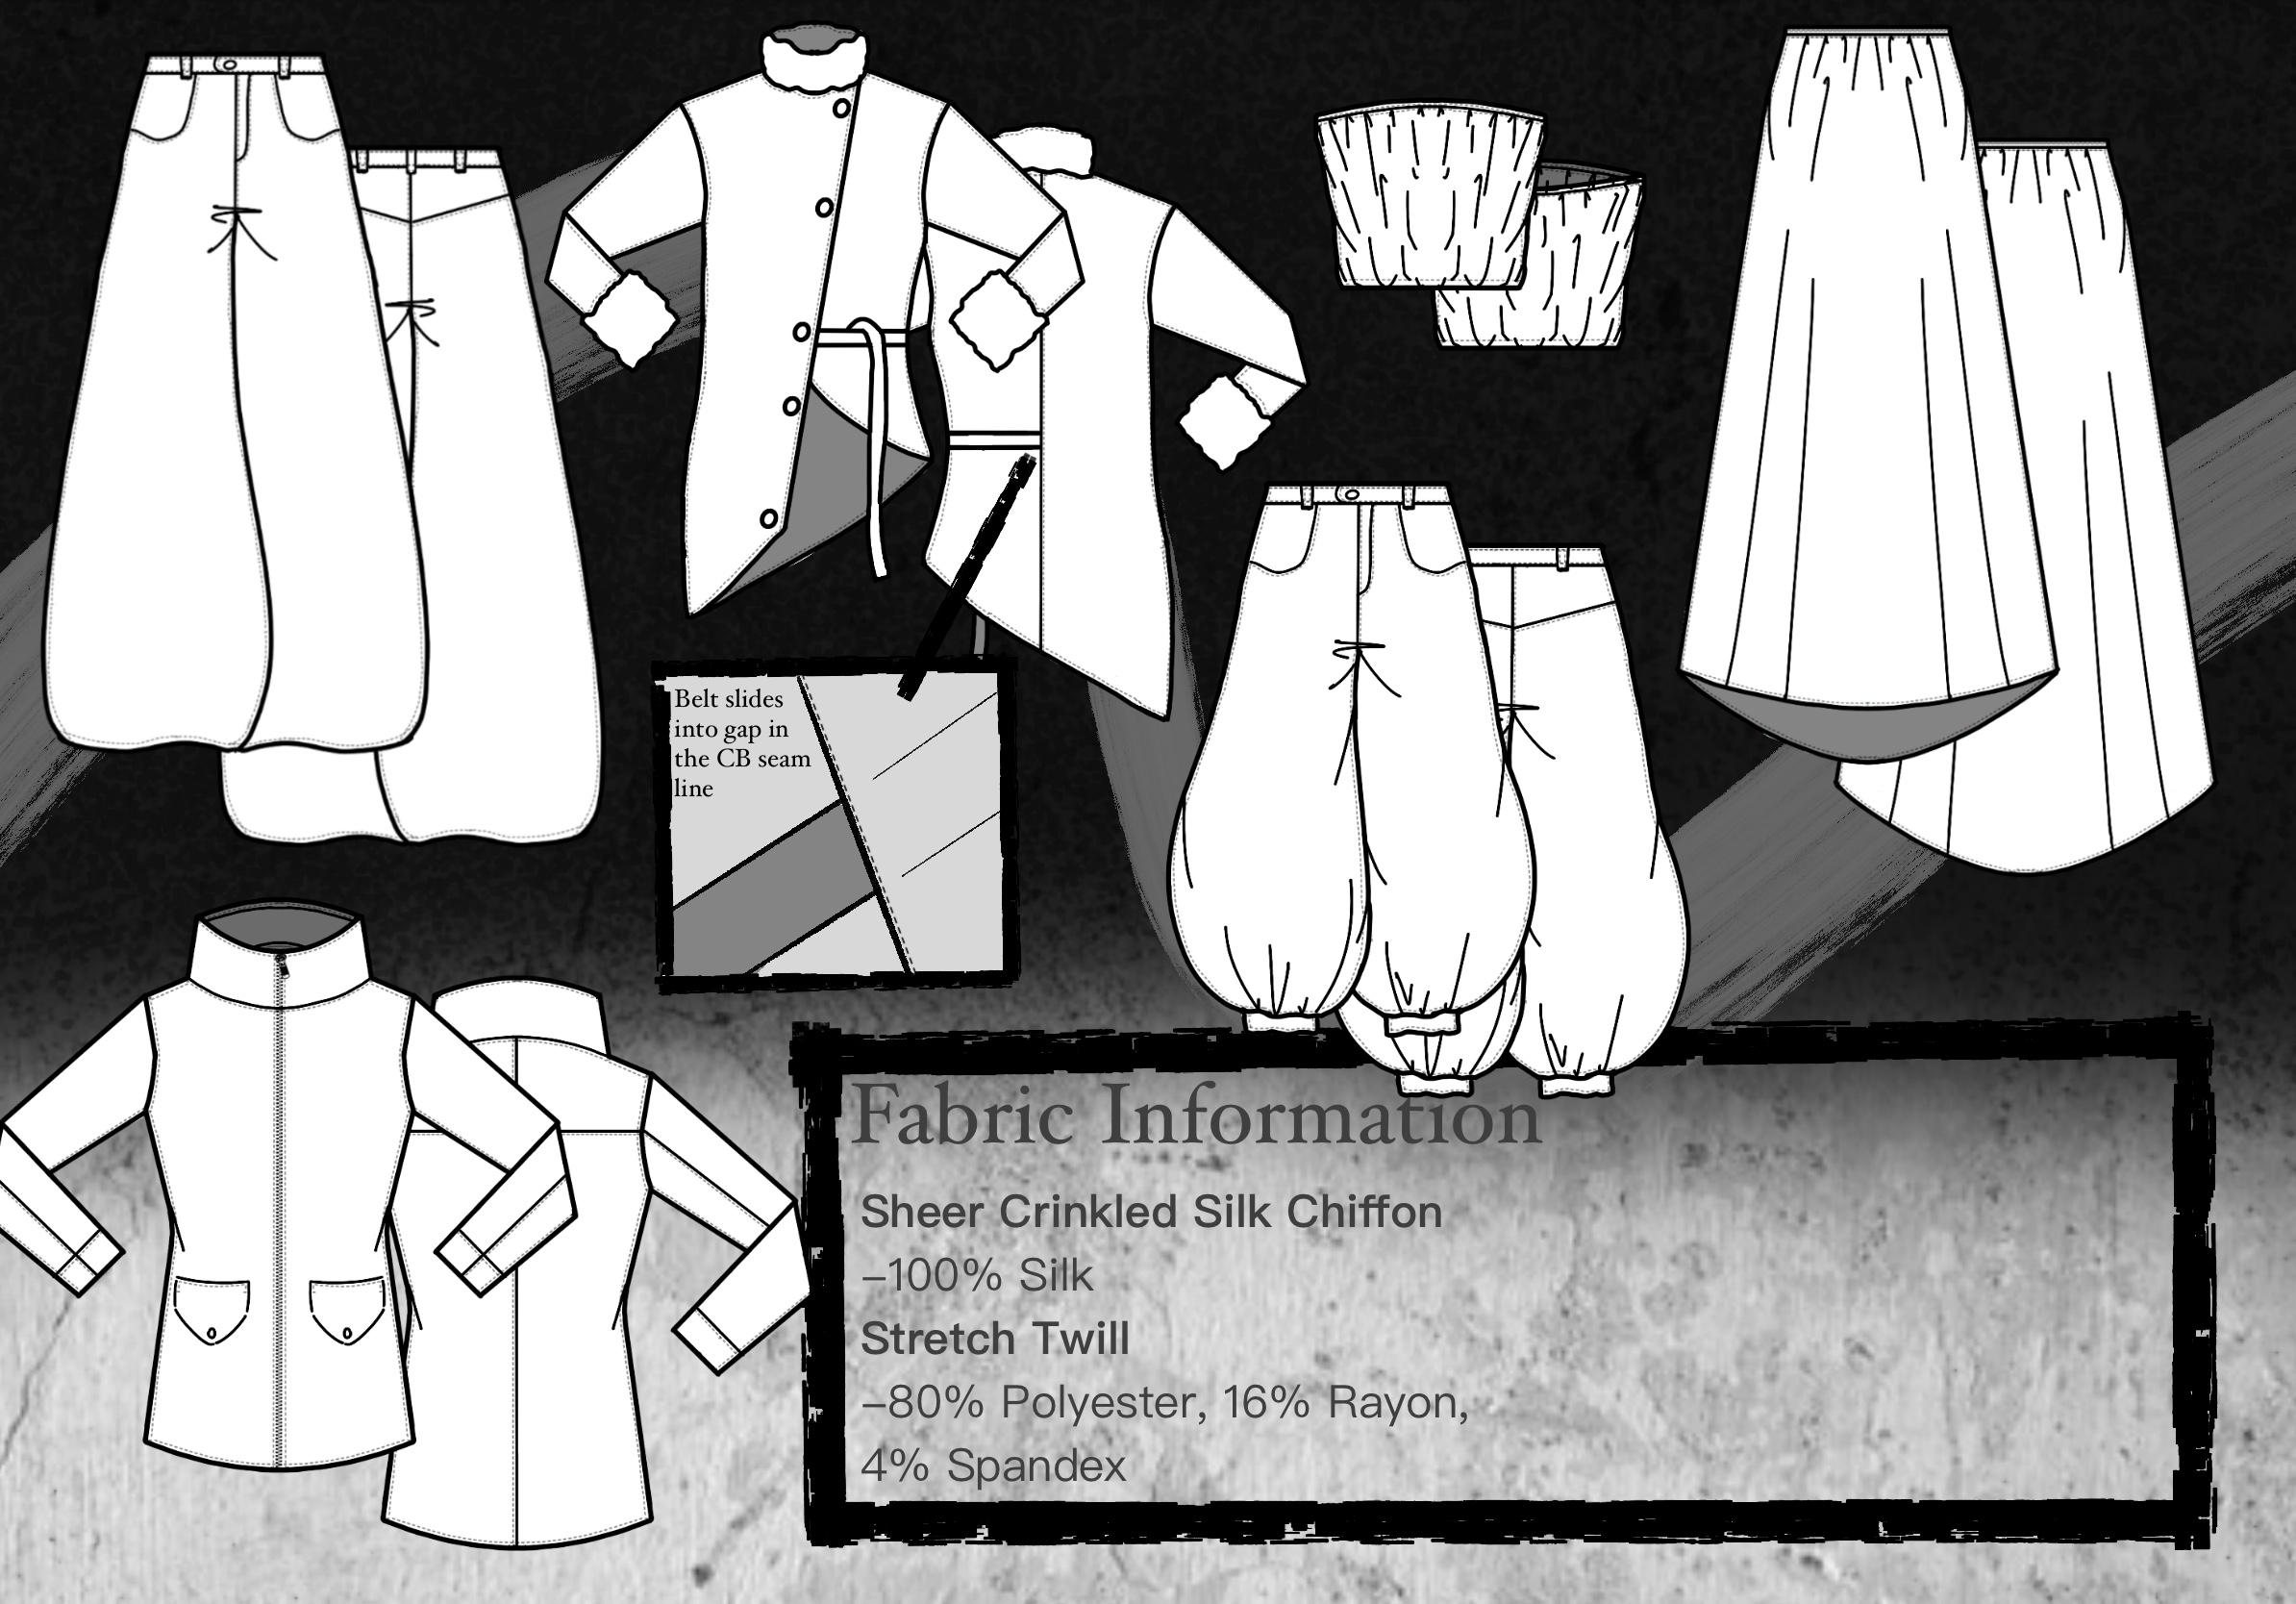 Belt slides
into gap in
the CB seam
line
Fabric Information
Sheer Crinkled Silk Chiffon
-100% Silk
Stretch Twill
-80% Polyester, 16% Rayon,
4% Spandex